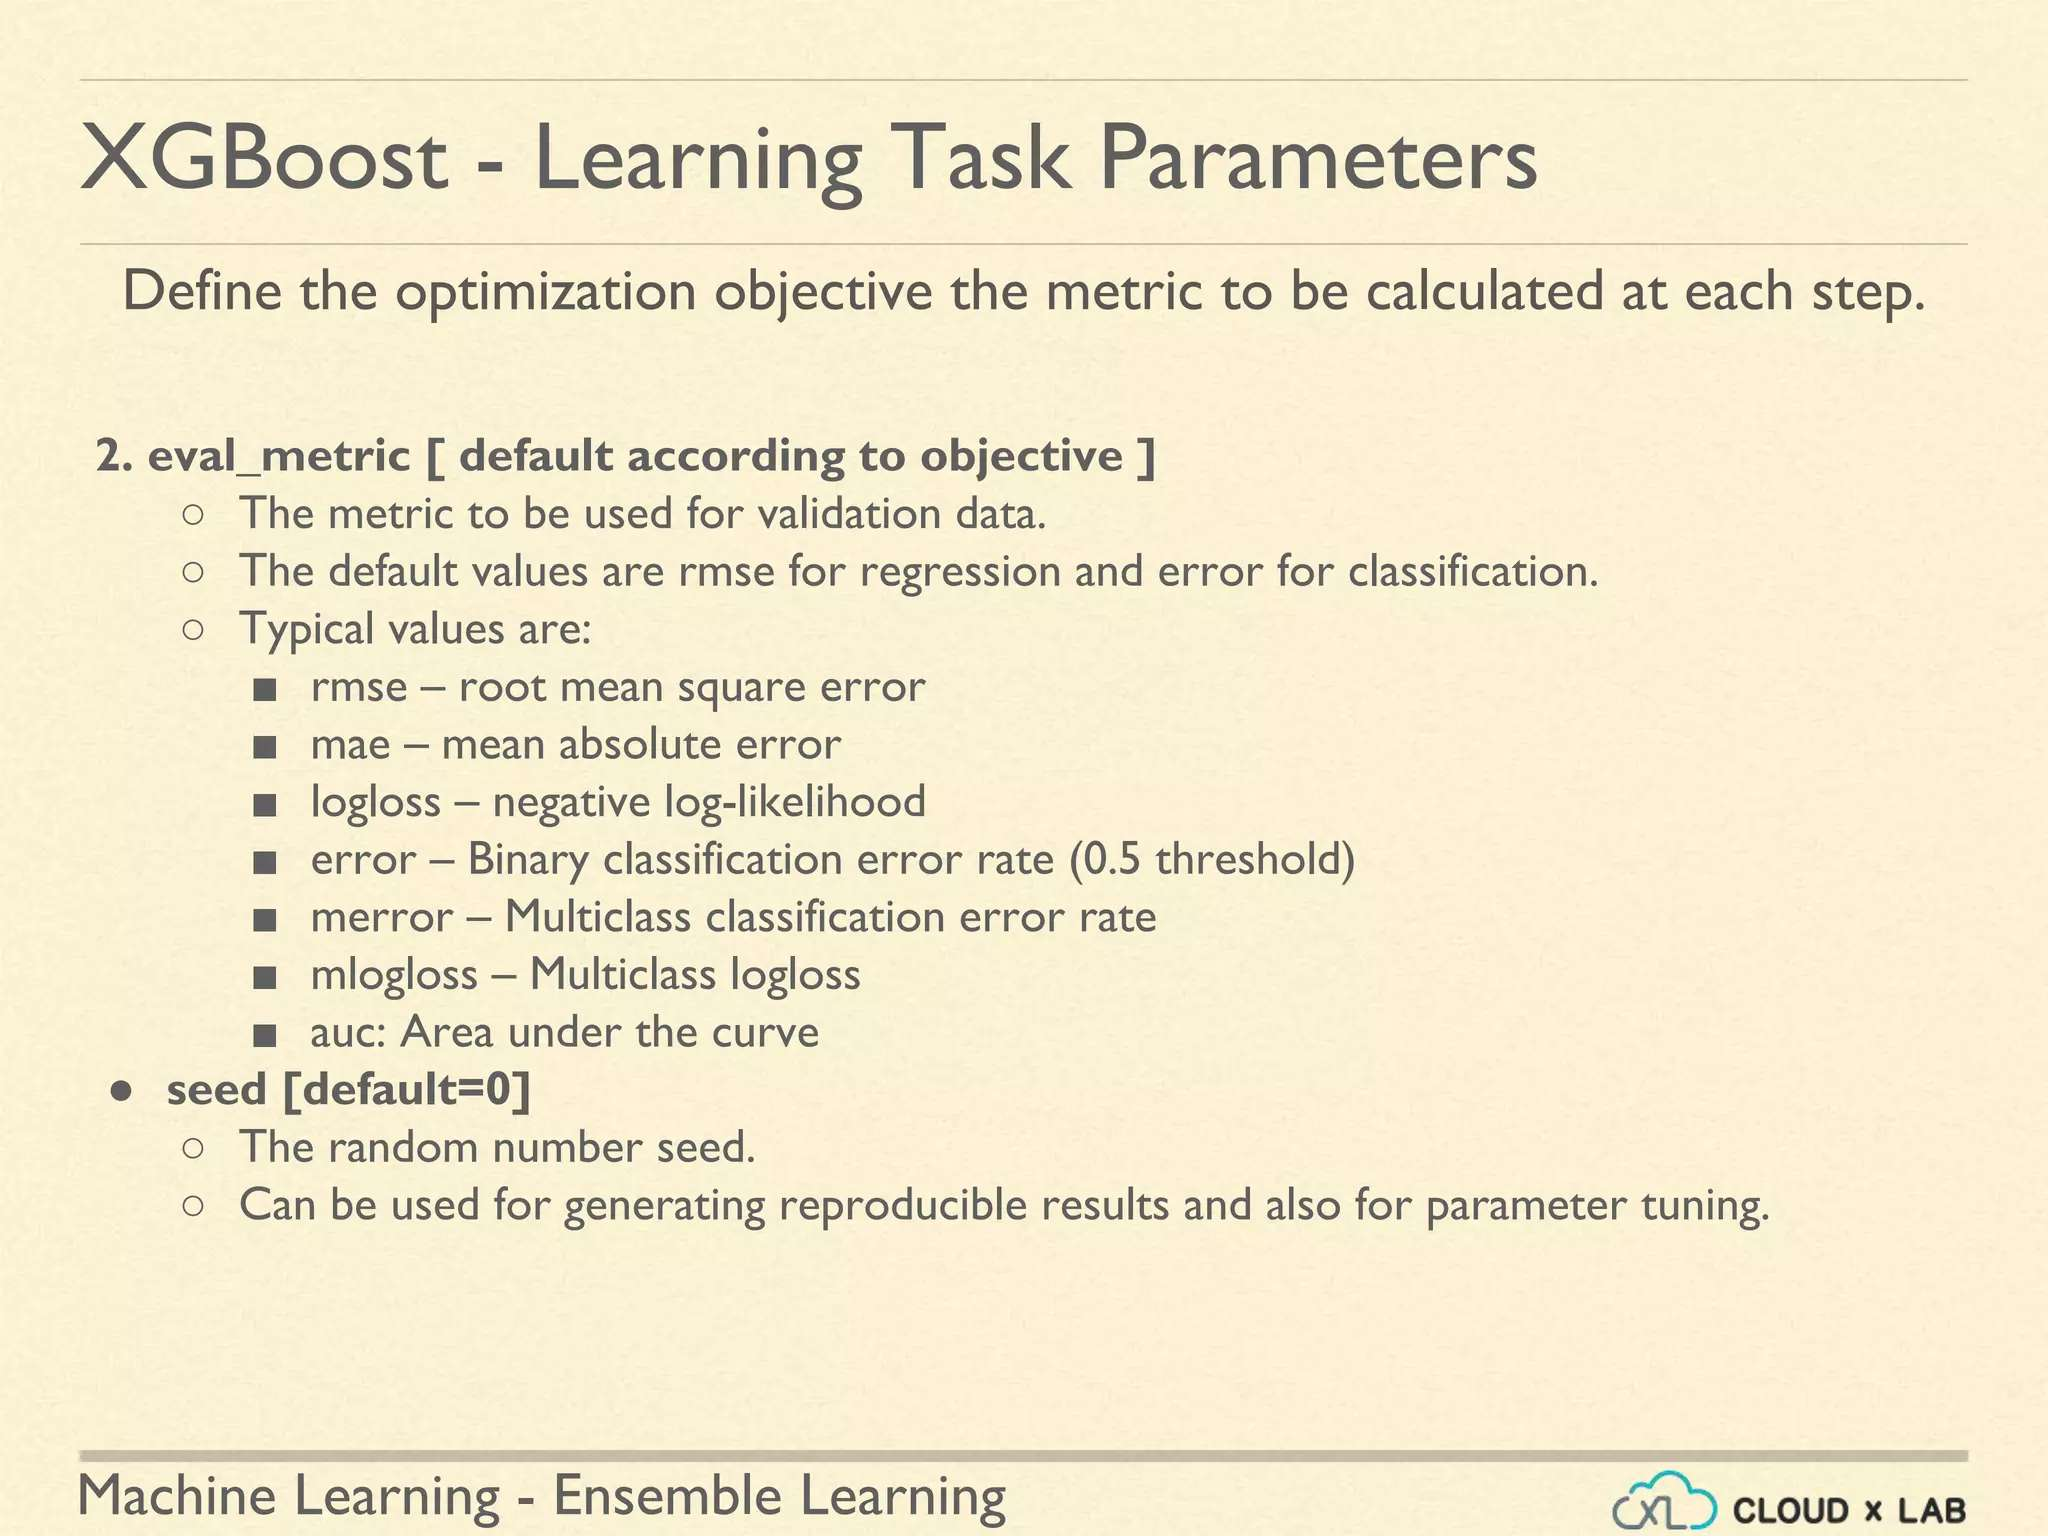 XGBoost - Learning Task Parameters
Define the optimization objective the metric to be calculated at each step.
2. eval_metric [ default according to objective ]
○ The metric to be used for validation data.
○ The default values are rmse for regression and error for classification.
○ Typical values are:
■ rmse – root mean square error
■ mae – mean absolute error
■ logloss – negative log-likelihood
■ error – Binary classification error rate (0.5 threshold)
■ merror – Multiclass classification error rate
■ mlogloss – Multiclass logloss
■ auc: Area under the curve
● seed [default=0]
○ The random number seed.
○ Can be used for generating reproducible results and also for parameter tuning.
Machine Learning - Ensemble Learning
XL CLOUD x LAB